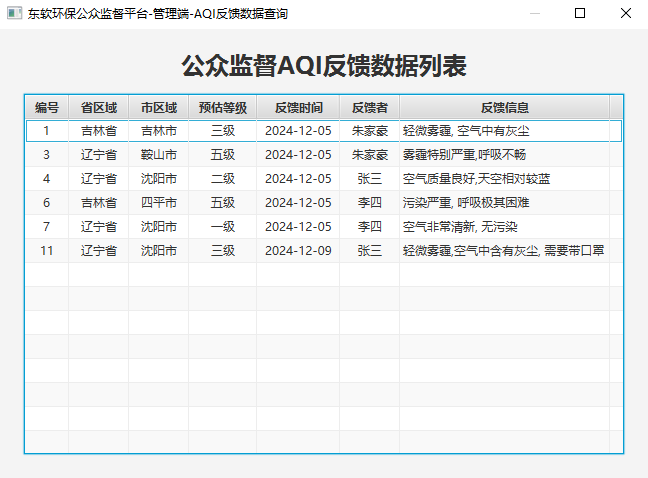 东软环保公众监督平台-管理端-AQI反馈数据查询
公众监督AQI反馈数据列表
编号 省区域 市区域 预估等级 反馈时间 反馈者 反馈信息
1 吉林省 吉林市 三级 2024-12-05 朱家豪 轻微雾霾, 空气中有灰尘
3 辽宁省 鞍山市 五级 2024-12-05 朱家豪 雾霾特别严重,呼吸不畅
4 辽宁省 沈阳市 二级 2024-12-05 张三 空气质量良好,天空相对较蓝
6 吉林省 四平市 五级 2024-12-05 李四 污染严重, 呼吸极其困难
7 辽宁省 沈阳市 一级 2024-12-05 李四 空气非常清新, 无污染
11 辽宁省 沈阳市 三级 2024-12-09 张三 轻微雾霾,空气中含有灰尘, 需要带口罩